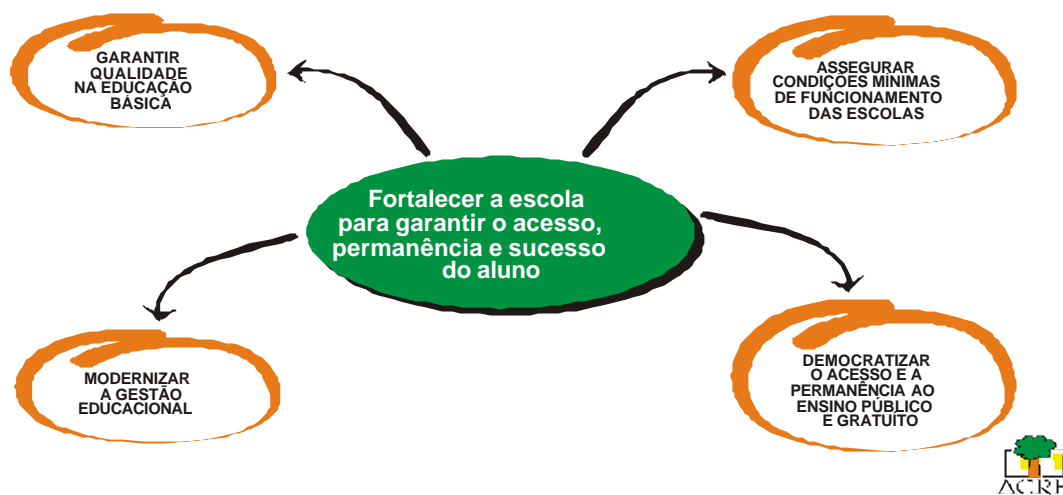 GARANTIR
QUALIDADE
NA EDUCAÇÃO
BÁSICA
ASSEGURAR
CONDIÇÕES MÍNIMAS
DE FUNCIONAMENTO
DAS ESCOLAS
Fortalecer a escola
para garantir o acesso,
permanência e sucesso
do aluno
MODERNIZAR
A GESTÃO
EDUCACIONAL
DEMOCRATIZAR
O ACESSO E A
PERMANÊNCIA AO
ENSINO PÚBLICO
E GRATUITO
ACRE